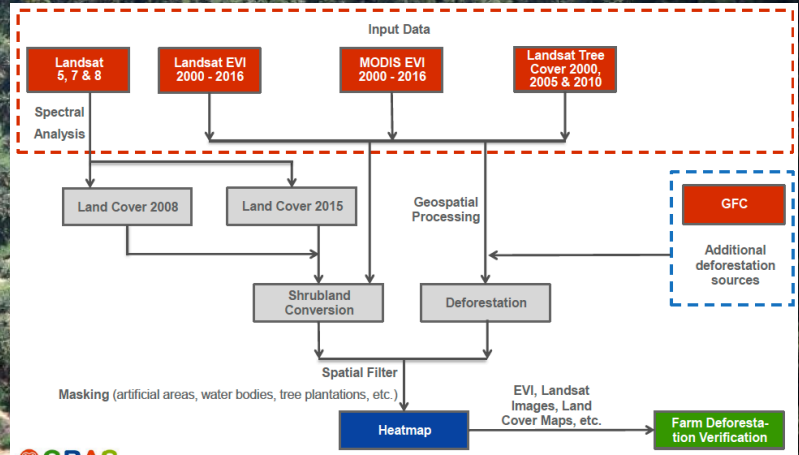 Input Data
Landsat
5, 7 & 8
Landsat EVI
2000 - 2016
MODIS EVI
2000 - 2016
Landsat Tree
Cover 2000,
2005 & 2010
Spectral
Analysis
Land Cover 2008
Land Cover 2015
Geospatial
Processing
GFC
Additional
deforestation
sources
Shrubland
Conversion
Deforestation
Spatial Filter
Masking (artificial areas, water bodies, tree plantations, etc.)
EVI, Landsat
Images, Land
Cover Maps, etc.
Heatmap
Farm Deforesta-
tion Verification